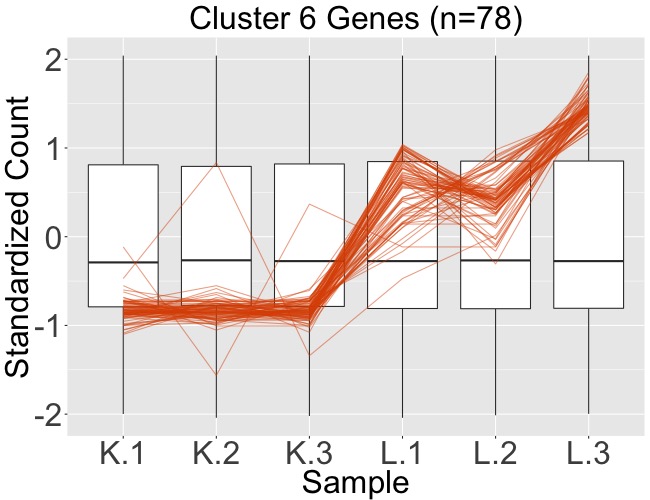 Cluster 6 Genes (n=78)
Standardized Count
2
1
0
-1
-2
K.1 K.2 K.3 L.1 L.2 L.3
Sample